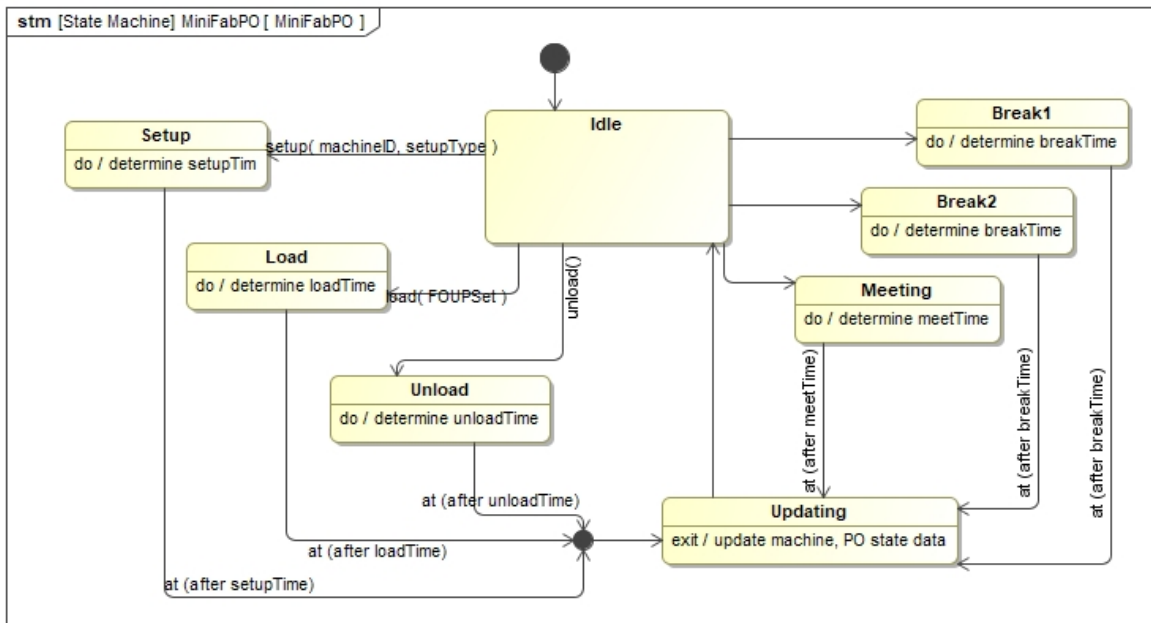 stm [State Machine] MiniFabPO [ MiniFabPO ]
Idle
Break1
do / determine breakTime
Setup
do / determine setupTim
setup( machineID, setupType )
Break2
do / determine breakTime
Load
do / determine loadTime
load( FOUPSet )
unload()
Meeting
do / determine meetTime
Unload
do / determine unloadTime
at (after meetTime)
at (after breakTime)
at (after breakTime)
at (after unloadTime)
Updating
exit / update machine, PO state data
at (after loadTime)
at (after setupTime)